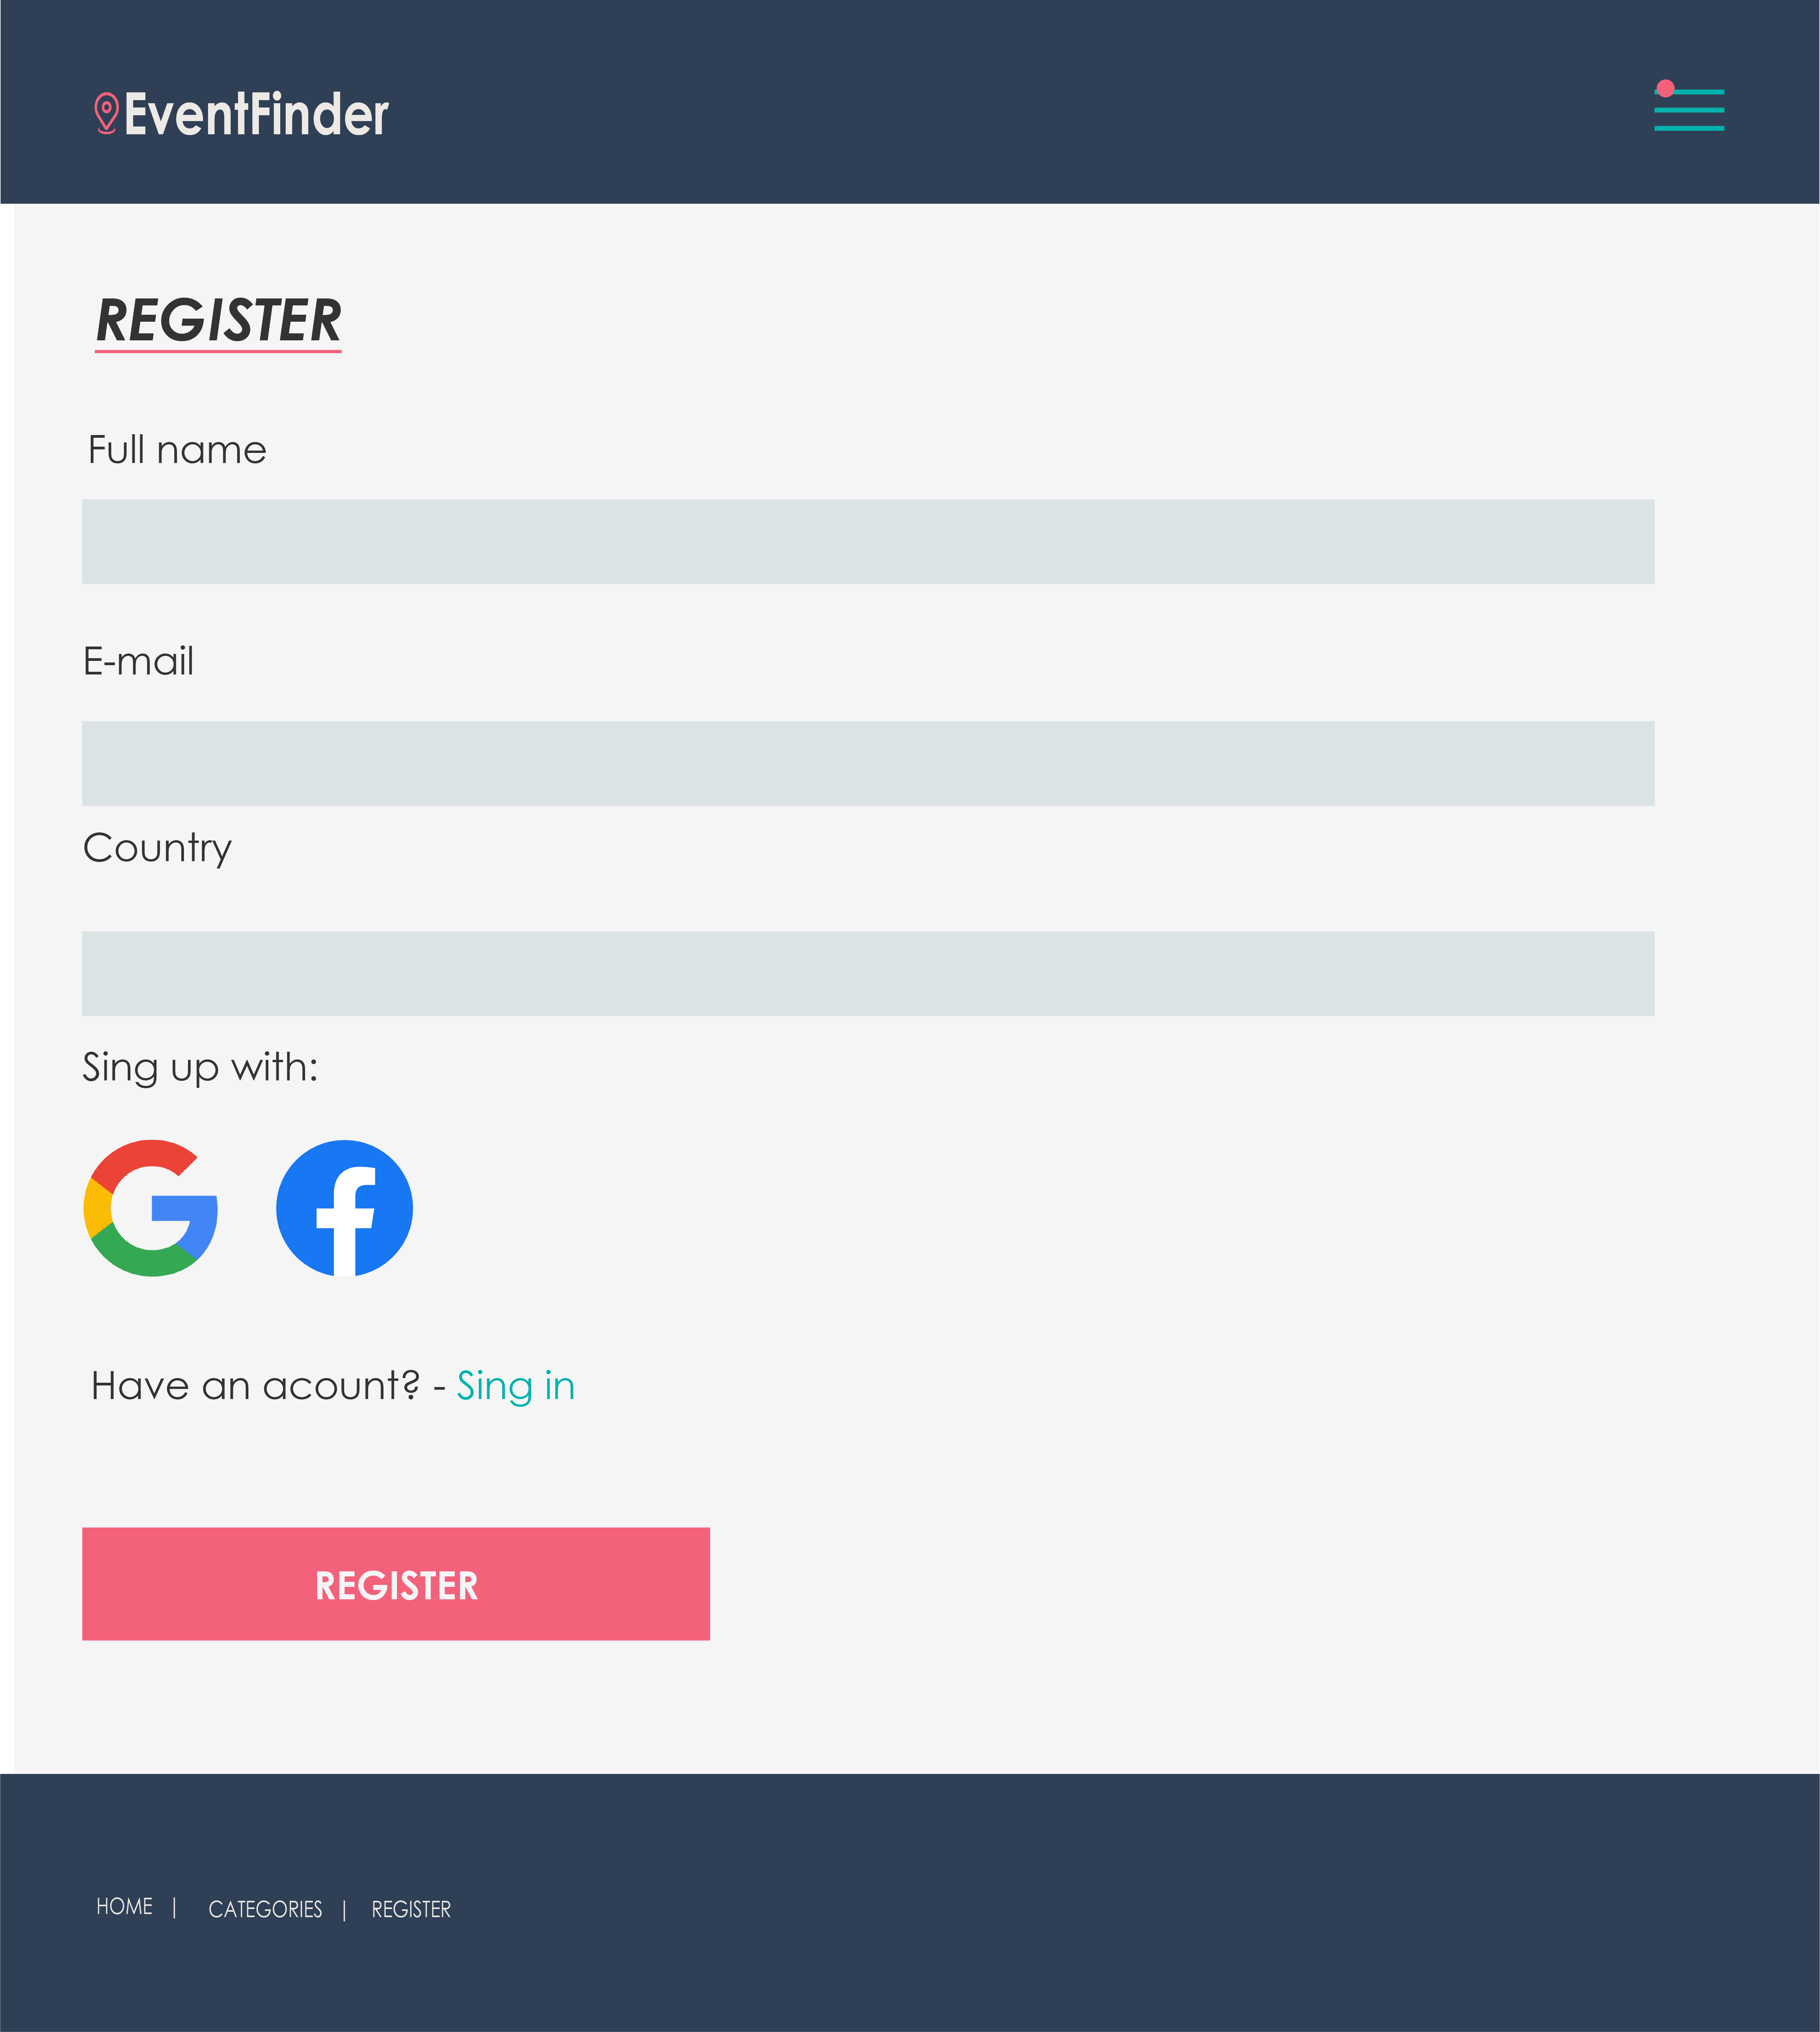 EventFinder
REGISTER
Full name
E-mail
Country
Sing up with:
Have an acount? - Sing in
REGISTER
HOME | CATEGORIES | REGISTER